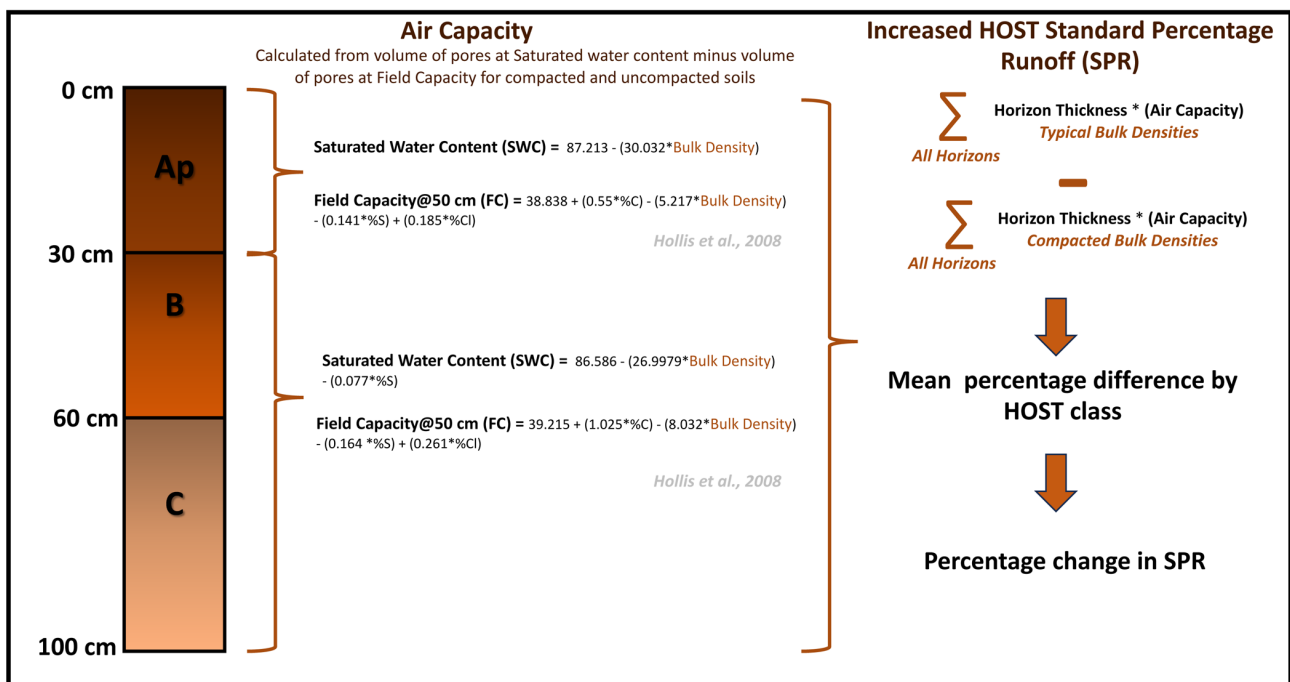 0 cm
Ap
30 cm
B
60 cm
C
100 cm
Air Capacity
Calculated from volume of pores at Saturated water content minus volume
of pores at Field Capacity for compacted and uncompacted soils
Saturated Water Content (SWC) = 87.213 - (30.032*Bulk Density)
Field Capacity@50 cm (FC) = 38.838 + (0.55*%C) - (5.217*Bulk Density)
- (0.141*%S) + (0.185*%Cl)
Hollis et al., 2008
Saturated Water Content (SWC) = 86.586 - (26.9979*Bulk Density)
- (0.077*%S)
Field Capacity@50 cm (FC) = 39.215 + (1.025*%C) - (8.032*Bulk Density)
- (0.164 *%S) + (0.261*%Cl)
Hollis et al., 2008
Increased HOST Standard Percentage
Runoff (SPR)
∑ Horizon Thickness * (Air Capacity)
Typical Bulk Densities
All Horizons
-
∑ Horizon Thickness * (Air Capacity)
Compacted Bulk Densities
All Horizons
Mean percentage difference by
HOST class
Percentage change in SPR